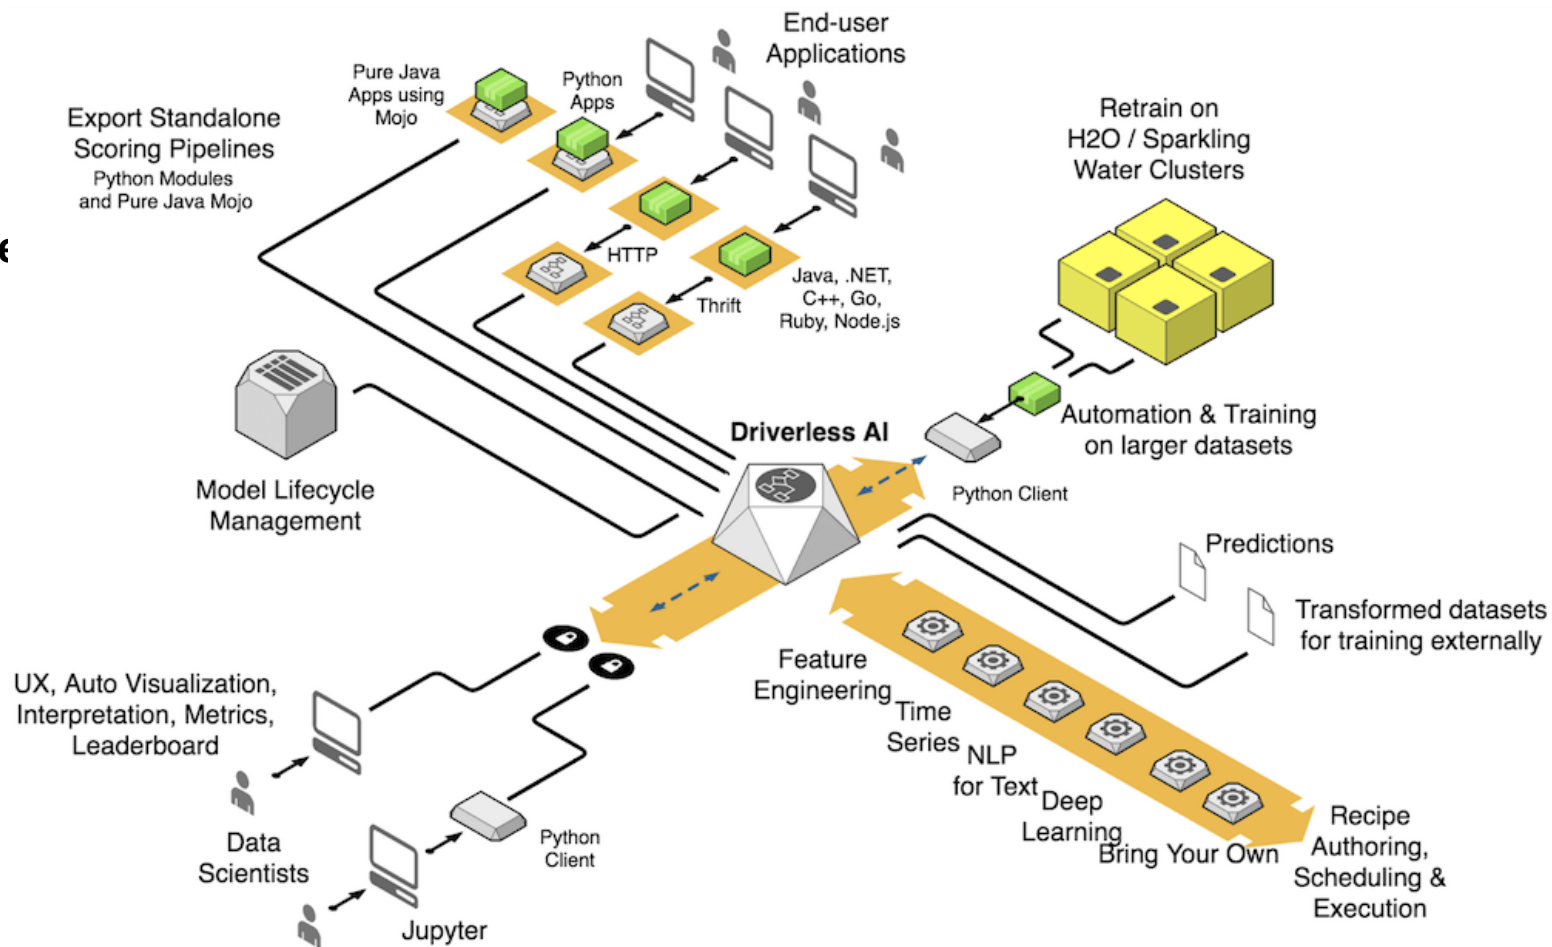 End-user
Applications
Pure Java
Apps using
Mojo
Python
Apps
Export Standalone
Scoring Pipelines
Python Modules
and Pure Java Mojo
Retrain on
H2O / Sparkling
Water Clusters
e
HTTP
Thrift
Java, .NET,
C++, Go,
Ruby, Node.js
Model Lifecycle
Management
Driverless AI
Automation & Training
on larger datasets
Python Client
Predictions
Transformed datasets
for training externally
UX, Auto Visualization,
Interpretation, Metrics,
Leaderboard
Feature
Engineering
Time
Series
NLP
for Text
Deep
Learning
Bring Your Own
Recipe
Authoring,
Scheduling &
Execution
Data
Scientists
Python
Client
Jupyter